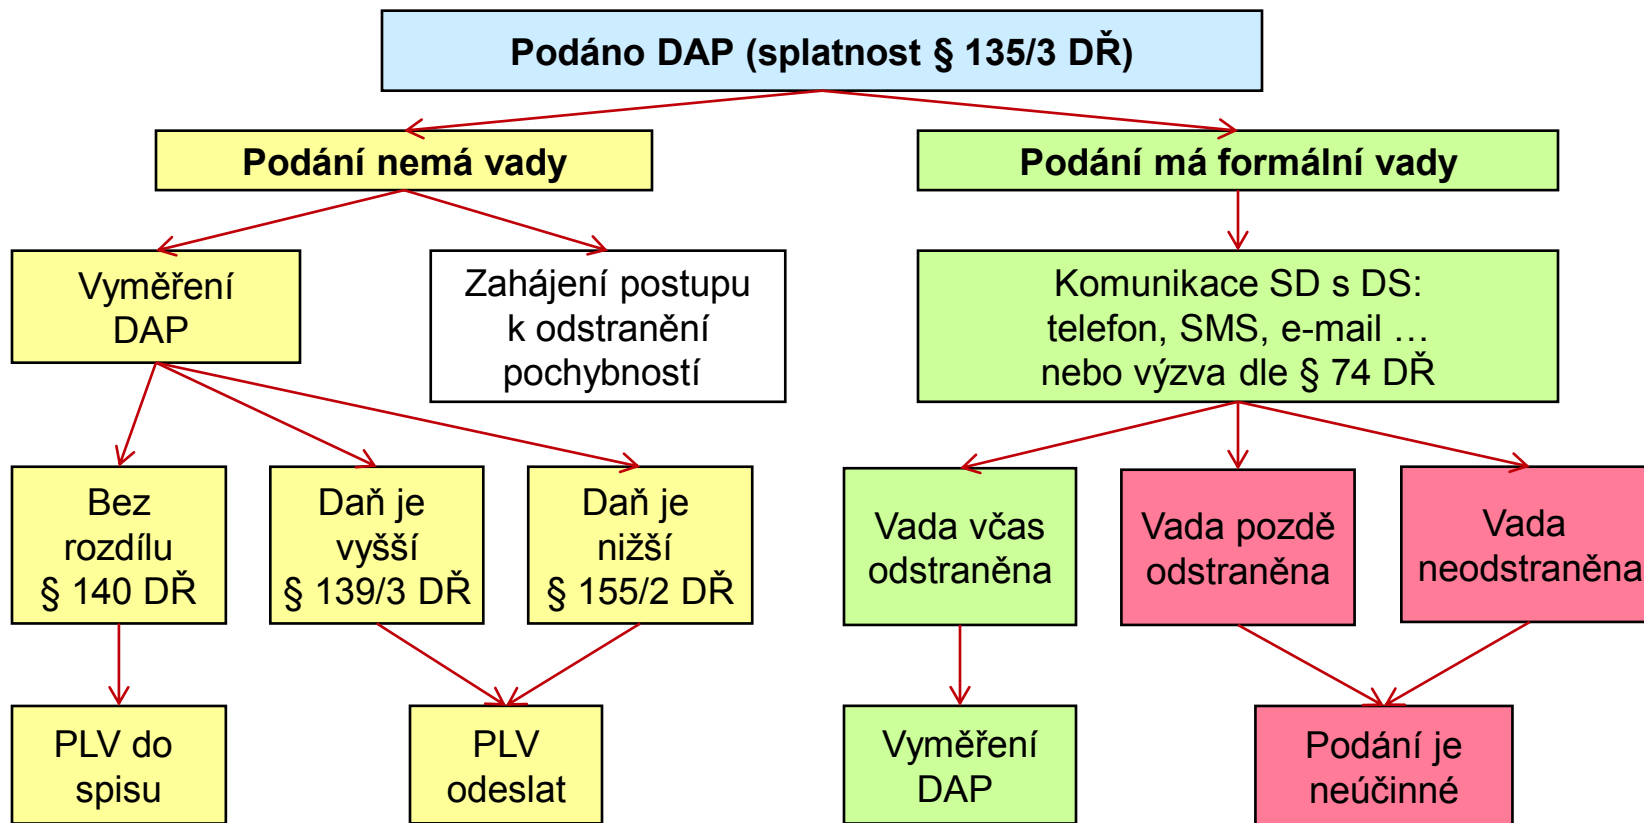 Podáno DAP (splatnost § 135/3 DŘ)
Podání nemá vady
Podání má formální vady
Vyměření
DAP
Zahájení postupu
k odstranění
pochybností
Komunikace SD s DS:
telefon, SMS, e-mail …
nebo výzva dle § 74 DŘ
Bez
rozdílu
§ 140 DŘ
Daň je
vyšší
§ 139/3 DŘ
Daň je
nižší
§ 155/2 DŘ
Vada včas
odstraněna
Vada pozdě
odstraněna
Vada
neodstraněna
PLV do
spisu
PLV
odeslat
Vyměření
DAP
Podání je
neúčinné